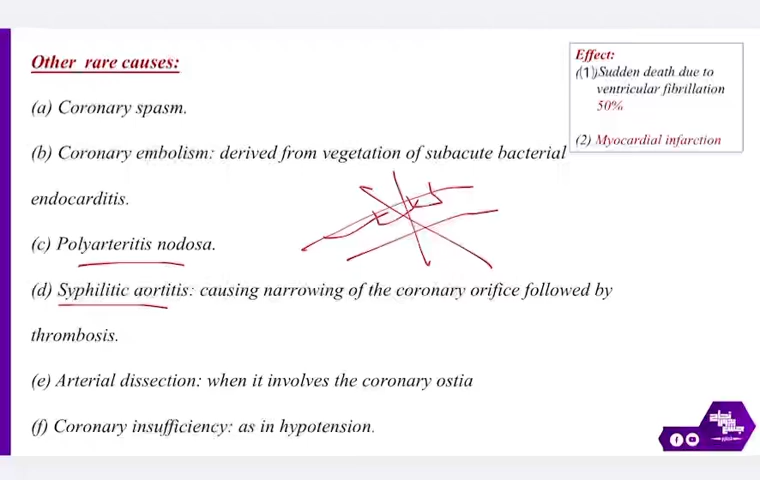 Other rare causes:
Effect:
(1) Sudden death due to
ventricular fibrillation
50%
(2) Myocardial infarction
(a) Coronary spasm.
(b) Coronary embolism: derived from vegetation of subacute bacterial
endocarditis.
(c) Polyarteritis nodosa.
(d) Syphilitic aortitis: causing narrowing of the coronary orifice followed by
thrombosis.
(e) Arterial dissection: when it involves the coronary ostia
(f) Coronary insufficiency: as in hypotension.